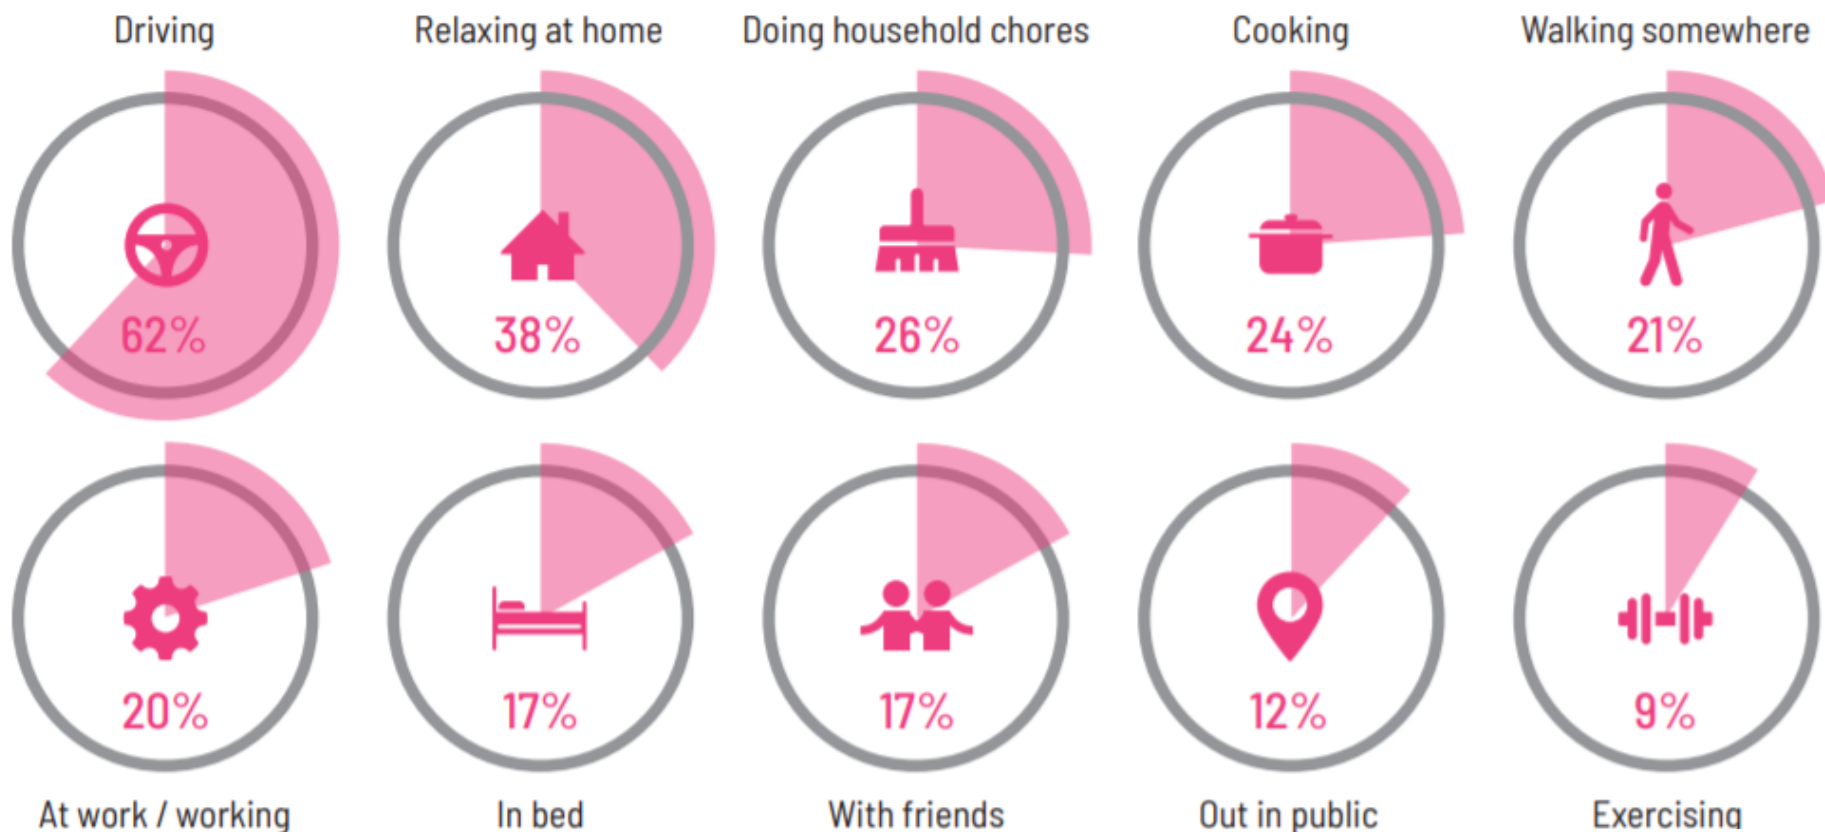 Driving
Relaxing at home
Doing household chores
Cooking
Walking somewhere
62%
38%
26%
24%
21%
20%
17%
17%
12%
9%
At work / working
In bed
With friends
Out in public
Exercising